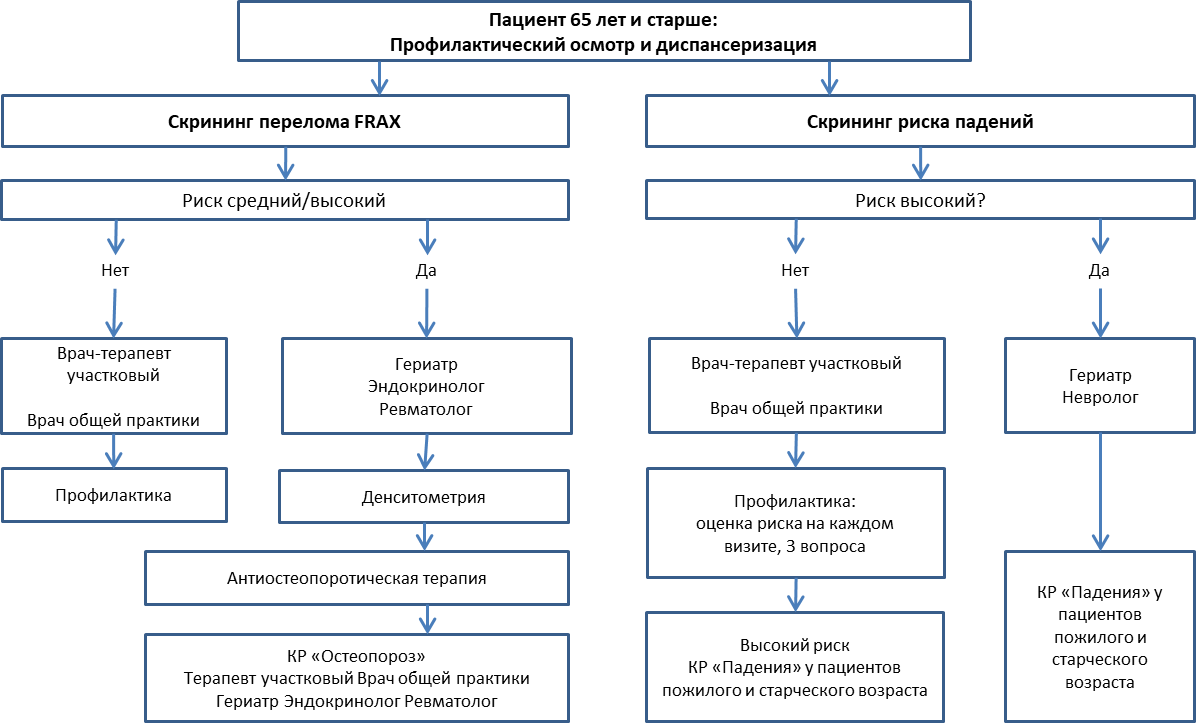 Пациент 65 лет и старше:
Профилактический осмотр и диспансеризация
Скрининг перелома FRAX
Риск средний/высокий
Нет
Да
Врач-терапевт
участковый
Врач общей практики
Гериатр
Эндокринолог
Ревматолог
Профилактика
Денситометрия
Антиостеопоротическая терапия
КР «Остеопороз»
Терапевт участковый Врач общей практики
Гериатр Эндокринолог Ревматолог
Скрининг риска падений
Риск высокий?
Нет
Да
Врач-терапевт участковый
Врач общей практики
Гериатр
Невролог
Профилактика:
оценка риска на каждом
визите, 3 вопроса
Высокий риск
КР «Падения» у пациентов
пожилого и старческого возраста
КР «Падения» у
пациентов
пожилого и
старческого
возраста